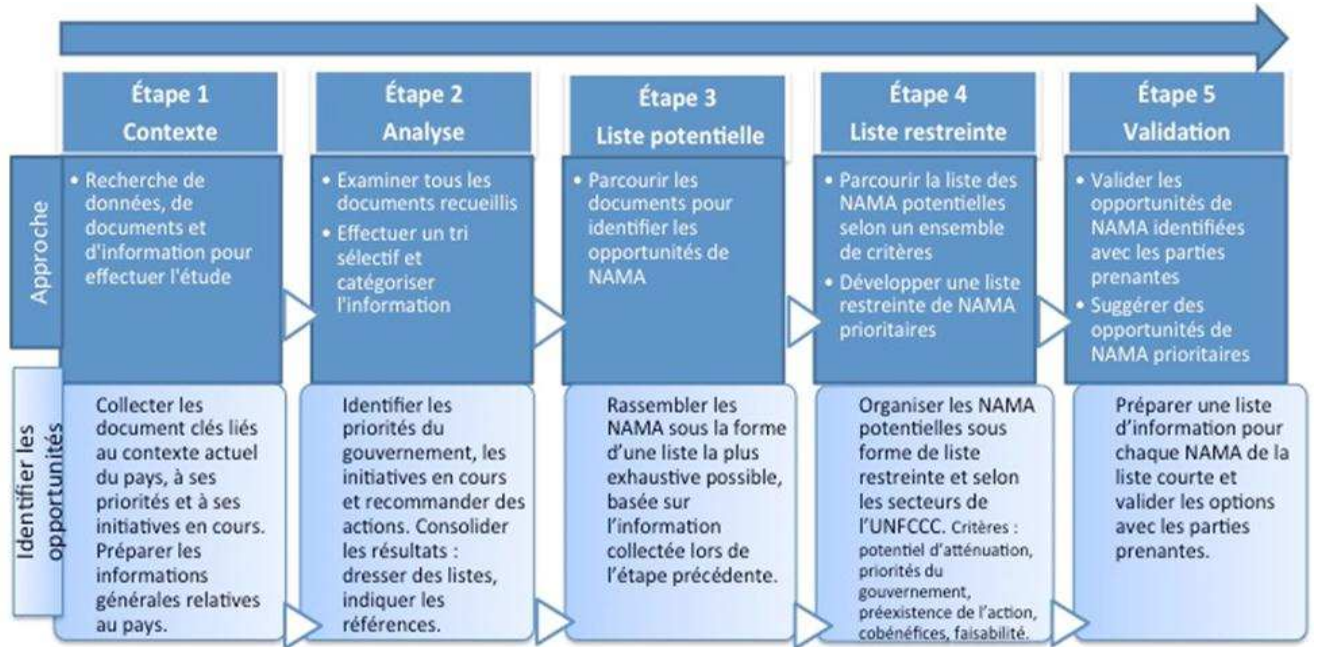 Étape 1
Contexte
Étape 2
Analyse
Étape 3
Liste potentielle
Étape 4
Liste restreinte
Étape 5
Validation
Approche
• Recherche de
données, de
documents et
d'information pour
effectuer l'étude
• Examiner tous les
documents recueillis
• Effectuer un tri
sélectif et
catégoriser
l'information
• Parcourir les
documents pour
identifier les
opportunités de
NAMA
• Parcourir la liste des
NAMA potentielles
selon un ensemble
de critères
• Développer une liste
restreinte de NAMA
prioritaires
• Valider les
opportunités de
NAMA identifiées
avec les parties
prenantes
• Suggérer des
opportunités de
NAMA prioritaires
Identifier les
opportunités
Collecter les
document clés liés
au contexte actuel
du pays, à ses
priorités et à ses
initiatives en cours.
Préparer les
informations
générales relatives
au pays.
Identifier les
priorités du
gouvernement, les
initiatives en cours
et recommander des
actions. Consolider
les résultats :
dresser des listes,
indiquer les
références.
Rassembler les
NAMA sous la forme
d'une liste la plus
exhaustive possible,
basée sur
l'information
collectée lors de
l'étape précédente.
Organiser les NAMA
potentielles sous
forme de liste
restreinte et selon
les secteurs de
l'UNFCCC. Critères :
potentiel d'atténuation,
priorités du
gouvernement,
préexistence de l'action,
cobénéfices, faisabilité.
Préparer une liste
d'information pour
chaque NAMA de la
liste courte et
valider les options
avec les parties
prenantes.